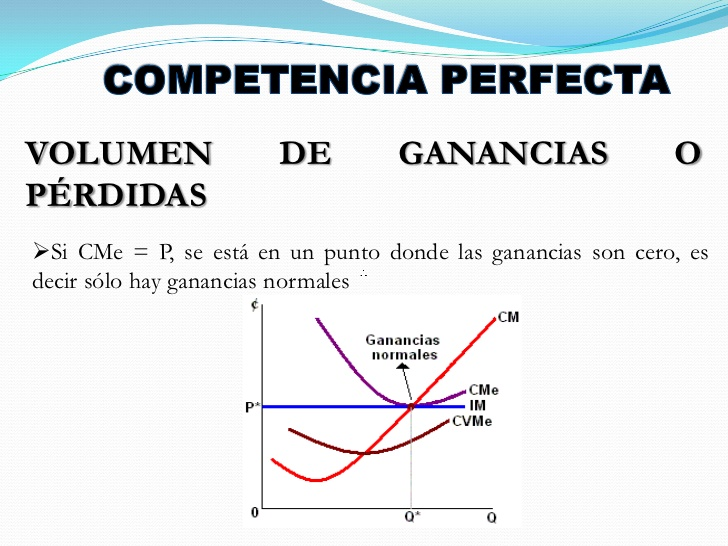 COMPETENCIA PERFECTA
VOLUMEN DE GANANCIAS O
PÉRDIDAS
➢Si CMe = P, se está en un punto donde las ganancias son cero, es
decir sólo hay ganancias normales ∴
¢
CM
Ganancias
normales
CMe
P*
IM
CVMe
0
Q*
Q